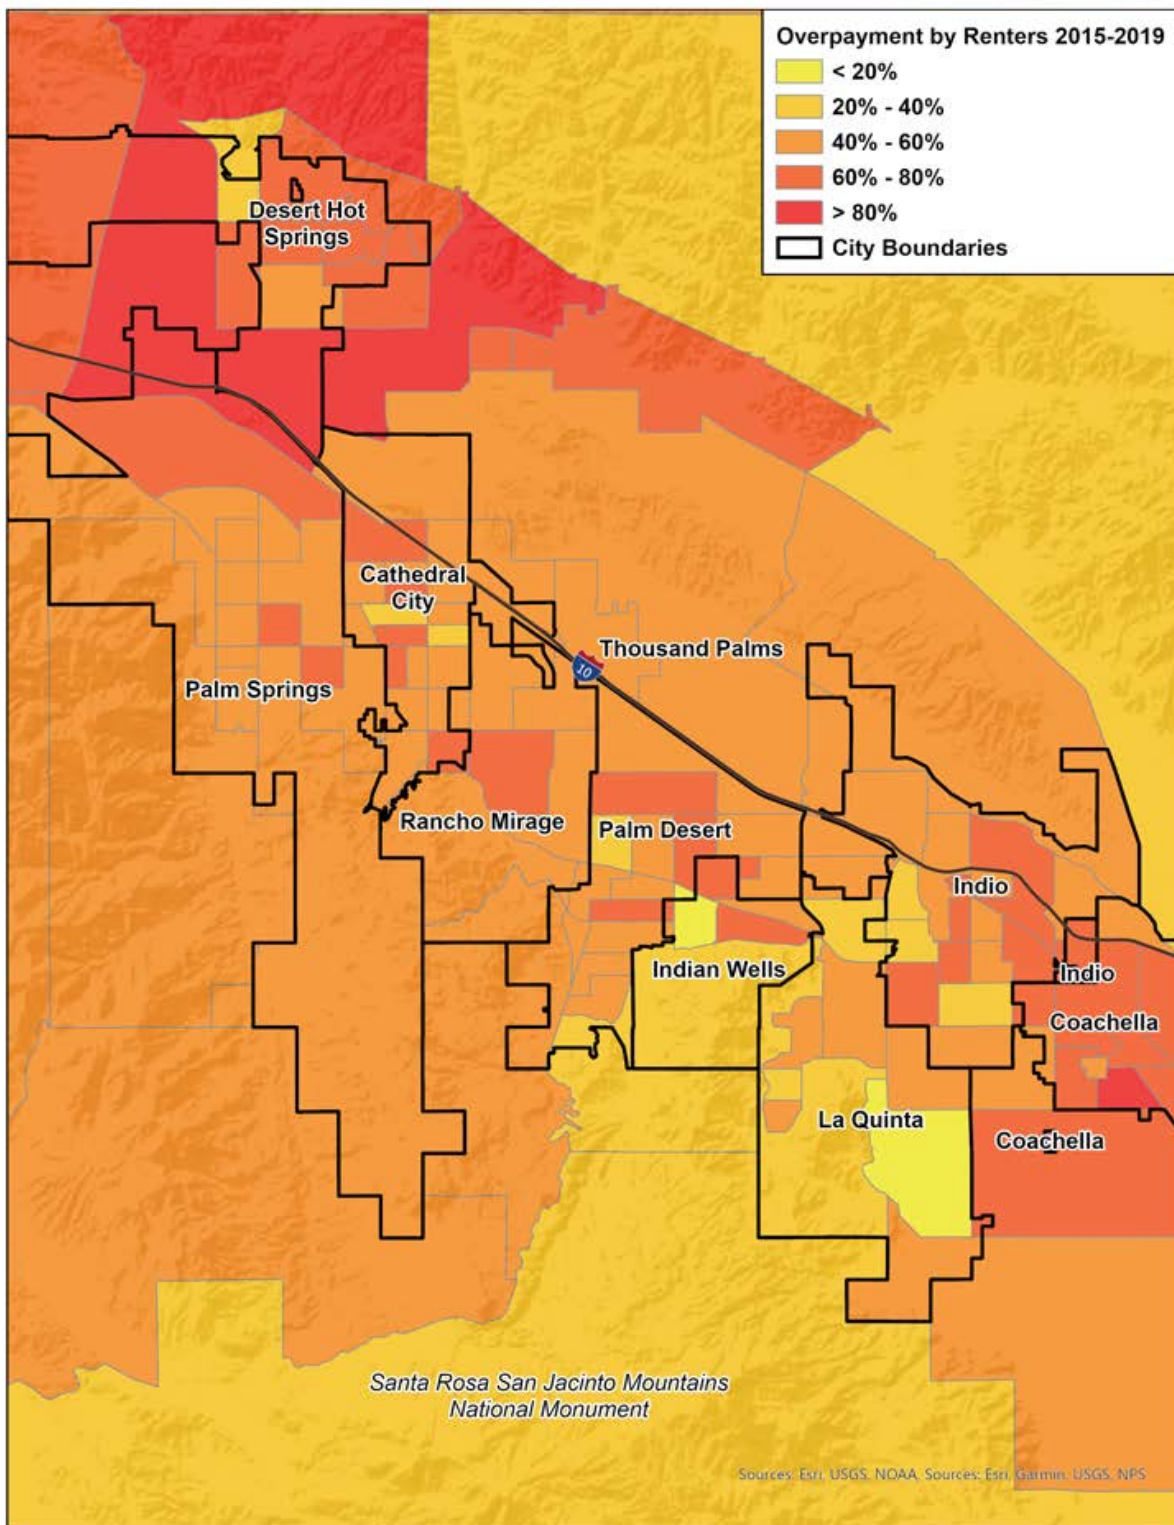 Overpayment by Renters 2015-2019
< 20%
20% - 40%
40% - 60%
60% - 80%
> 80%
City Boundaries
Desert Hot
Springs
Cathedral
City
Thousand Palms
10
Palm Springs
Rancho Mirage
Palm Desert
Indio
Indian Wells
Indio
Coachella
La Quinta
Coachella
Santa Rosa San Jacinto Mountains
National Monument
Sources: Esri, USGS, NOAA, Sources: Esri, Garmin, USGS, NPS